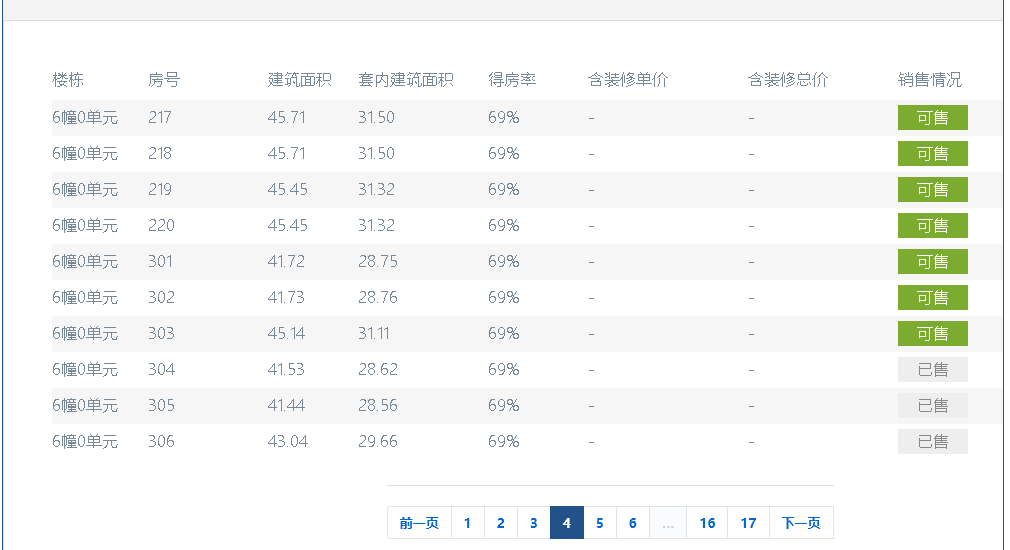 楼栋 房号 建筑面积 套内建筑面积 得房率 含装修单价 含装修总价 销售情况
6幢0单元 217 45.71 31.50 69% - - 可售
6幢0单元 218 45.71 31.50 69% - - 可售
6幢0单元 219 45.45 31.32 69% - - 可售
6幢0单元 220 45.45 31.32 69% - - 可售
6幢0单元 301 41.72 28.75 69% - - 可售
6幢0单元 302 41.73 28.76 69% - - 可售
6幢0单元 303 45.14 31.11 69% - - 可售
6幢0单元 304 41.53 28.62 69% - - 已售
6幢0单元 305 41.44 28.56 69% - - 已售
6幢0单元 306 43.04 29.66 69% - - 已售
前一页 1 2 3 4 5 6 ... 16 17 下一页